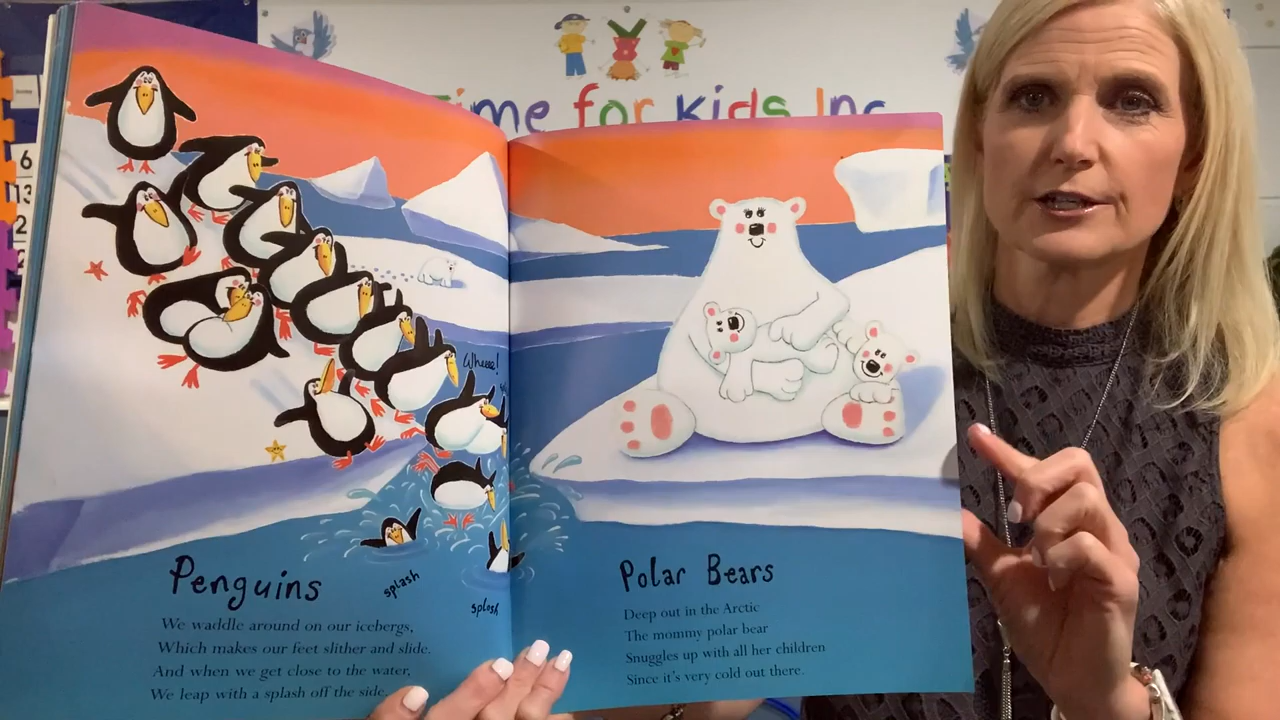 Time for Kids Inc
6
13
Wheeee!
Penguins
splash
splash
We waddle around on our icebergs,
Which makes our feet slither and slide.
And when we get close to the water,
We leap with a splash off the side.
Polar Bears
Deep out in the Arctic
The mommy polar bear
Snuggles up with all her children
Since it's very cold out there.